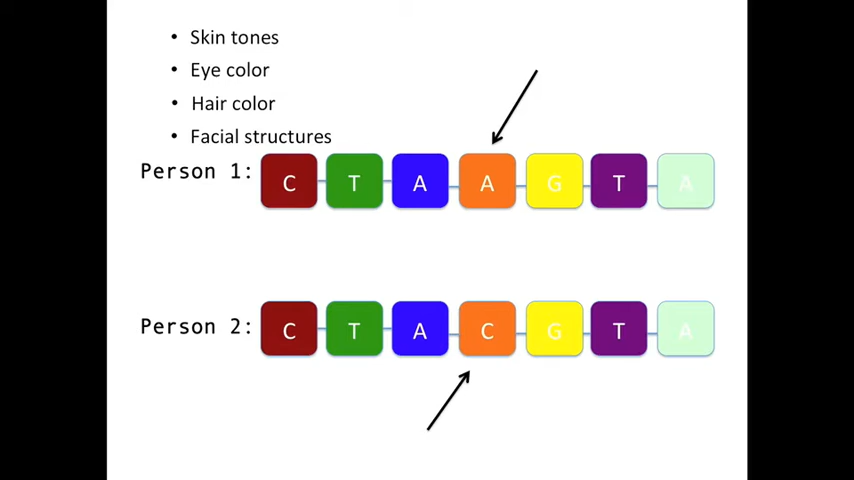 • Skin tones
• Eye color
• Hair color
• Facial structures
Person 1: C T A A G T A
Person 2: C T A C G T A